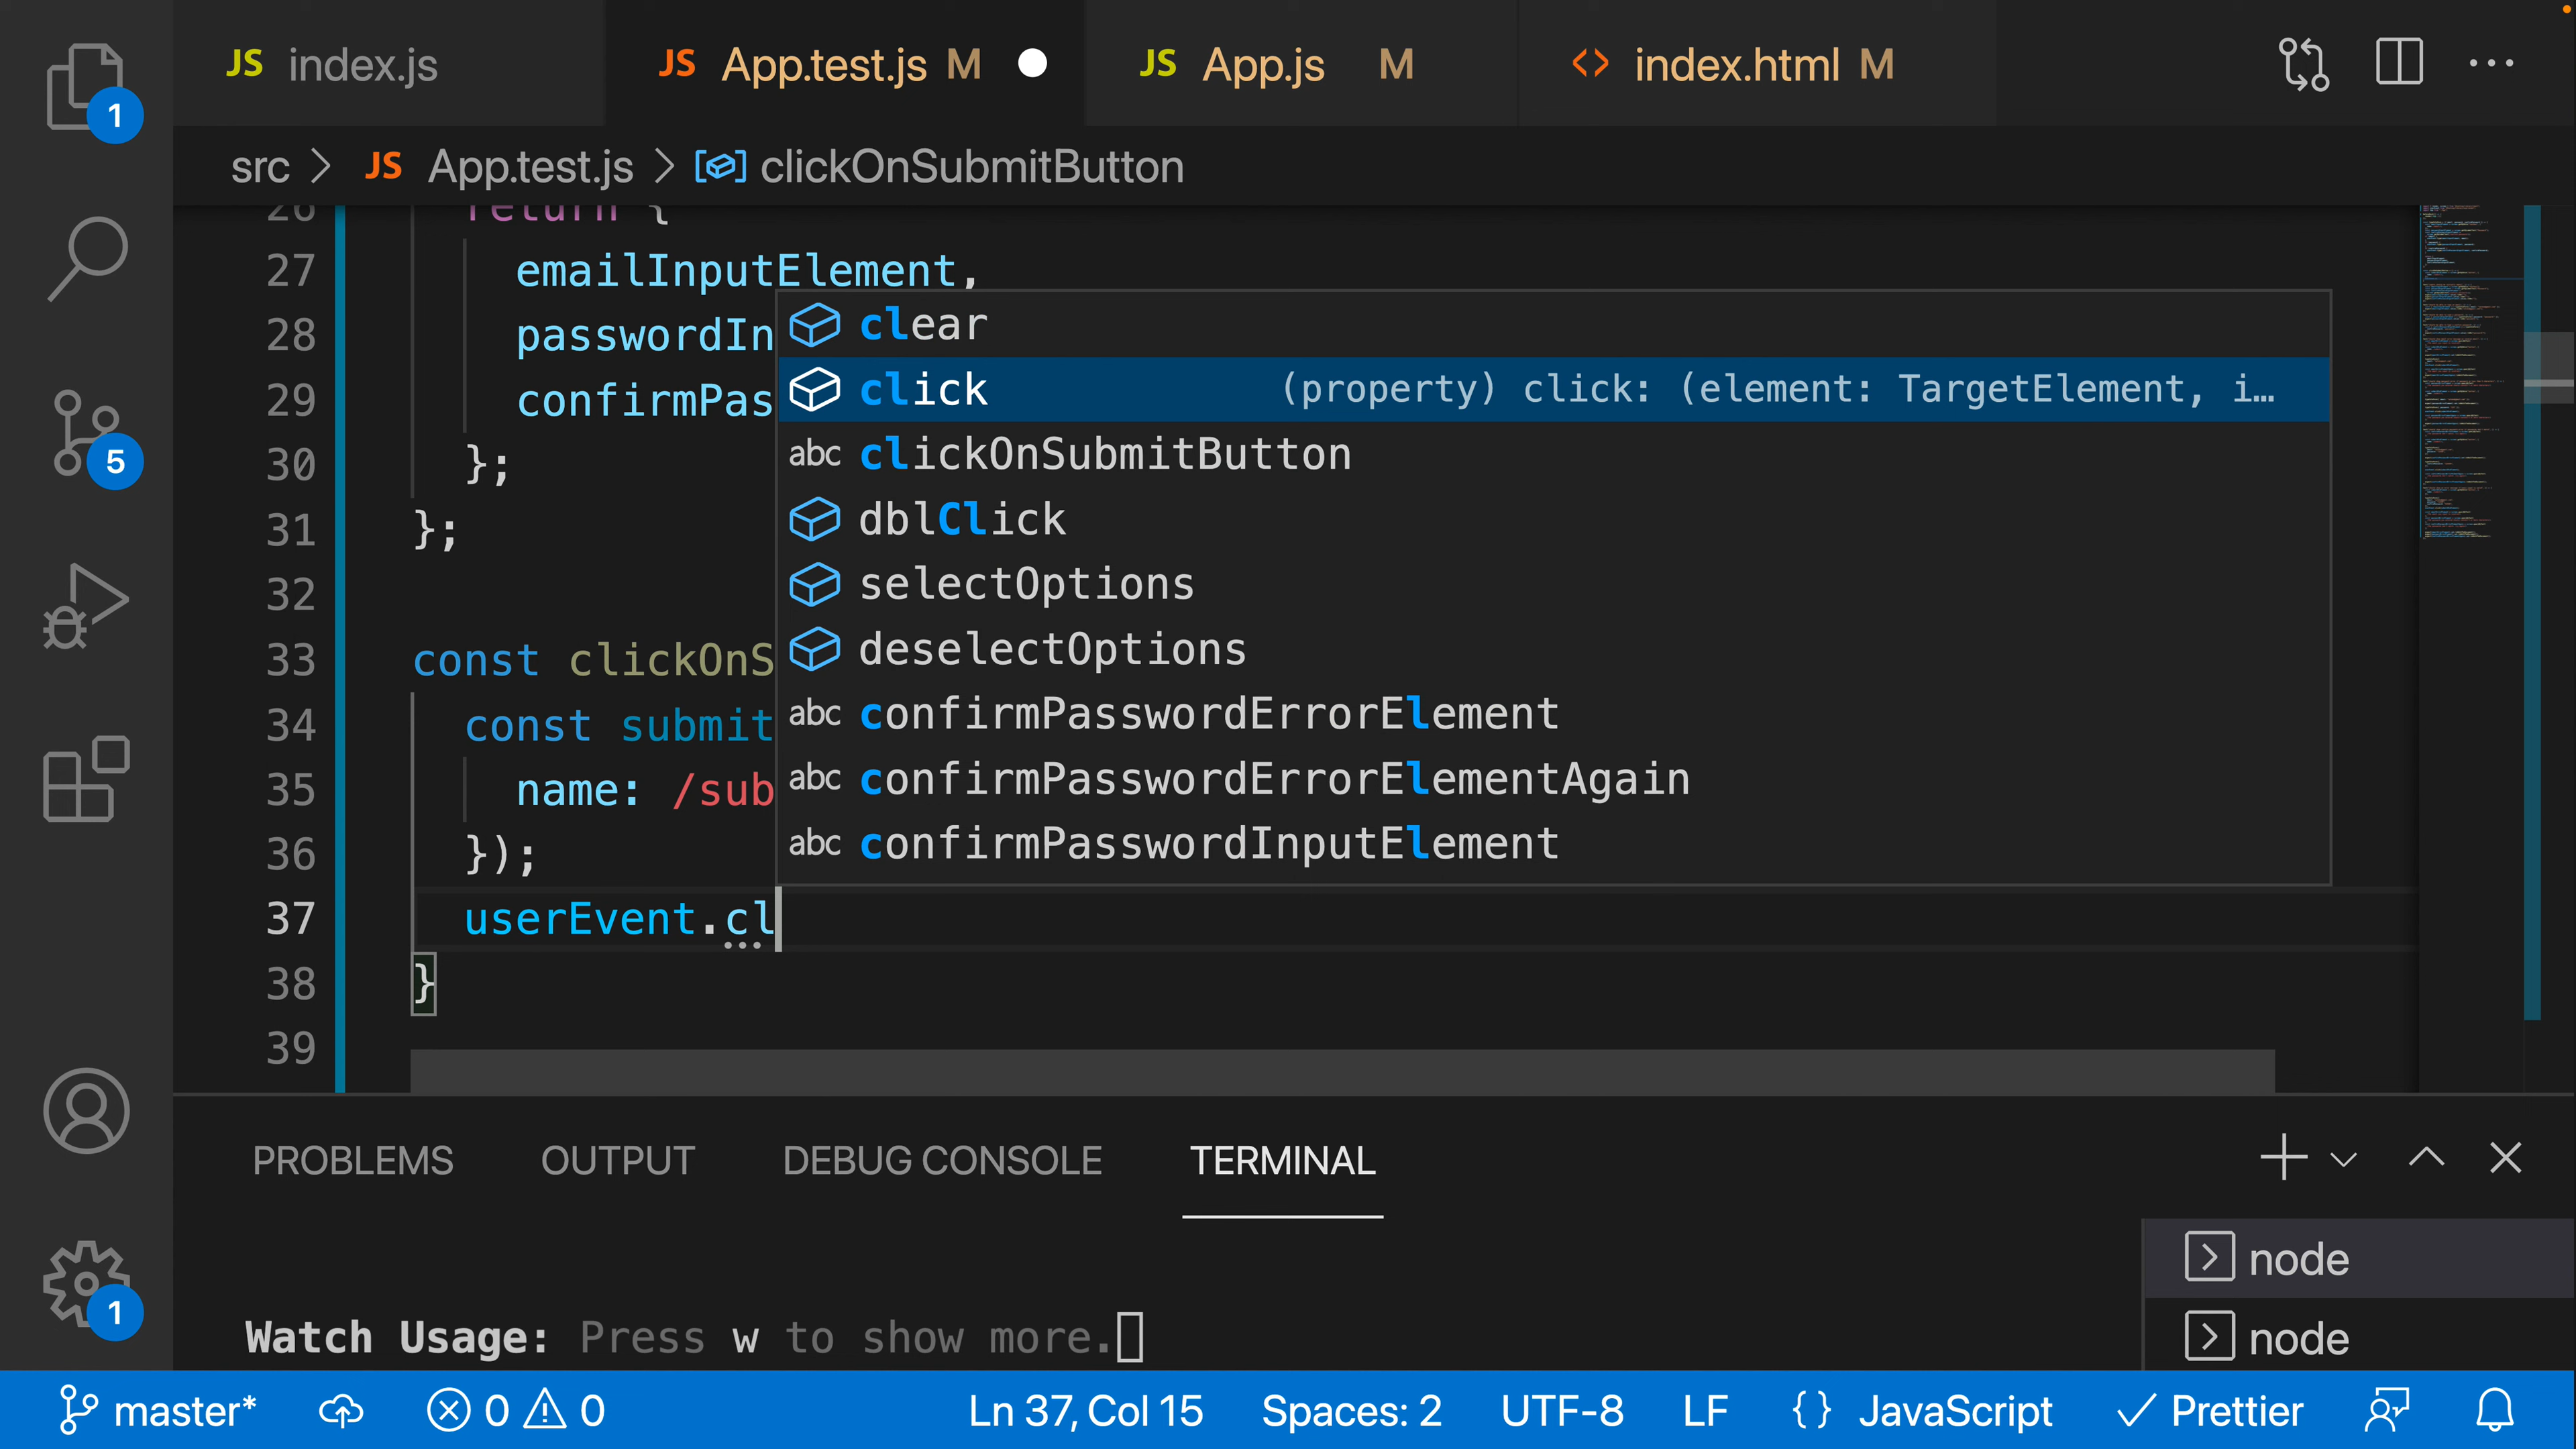 JS index.js
JS App.test.js M
JS App.js M
<> index.html M
1
src > JS App.test.js > clickOnSubmitButton
26 return {
27 emailInputElement,
28 passwordIn
29 confirmPas
30 };
31 };
32
33 const clickOnS
34 const submit
35 name: /sub
36 });
37 userEvent.cl
38 }
39
clear
click (property) click: (element: TargetElement, i…
abc clickOnSubmitButton
dblClick
selectOptions
deselectOptions
abc confirmPasswordErrorElement
abc confirmPasswordErrorElementAgain
abc confirmPasswordInputElement
5
1
PROBLEMS OUTPUT DEBUG CONSOLE TERMINAL
node
node
Watch Usage: Press w to show more.
master* 0 0 Ln 37, Col 15 Spaces: 2 UTF-8 LF {} JavaScript Prettier